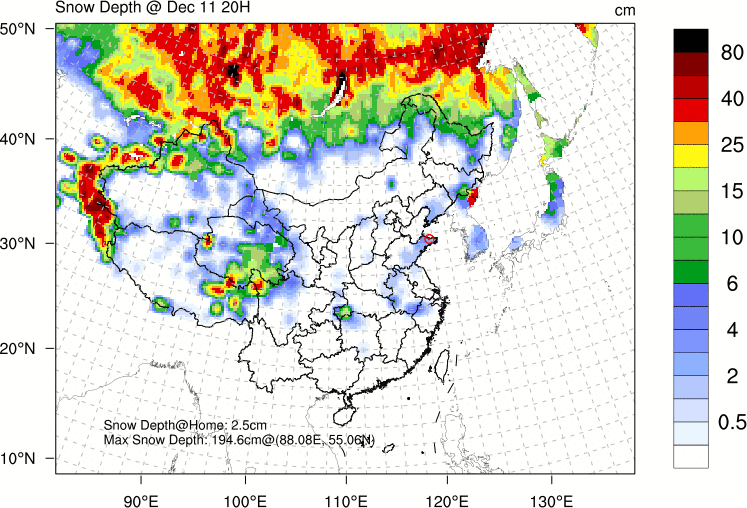 Snow Depth @ Dec 11 20H
cm
50°N
40°N
30°N
20°N
10°N
Snow Depth@Home: 2.5cm
Max Snow Depth: 194.6cm@(88.08E, 55.06N)
90°E
100°E
110°E
120°E
130°E
80
40
25
15
10
6
4
2
0.5